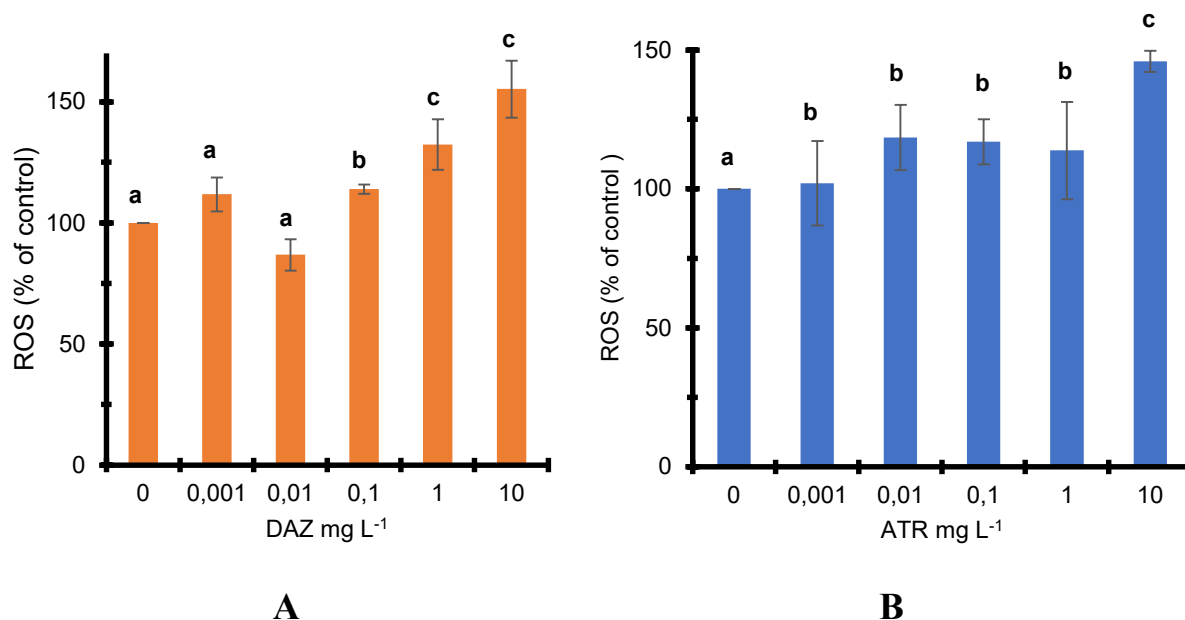 ROS (% of control)
150
100
50
0
a
a
a
b
c
c
0 0,001 0,01 0,1 1 10
DAZ mg L-1
A
ROS (% of control )
150
100
50
0
a
b
b
b
b
c
0 0,001 0,01 0,1 1 10
ATR mg L-1
B